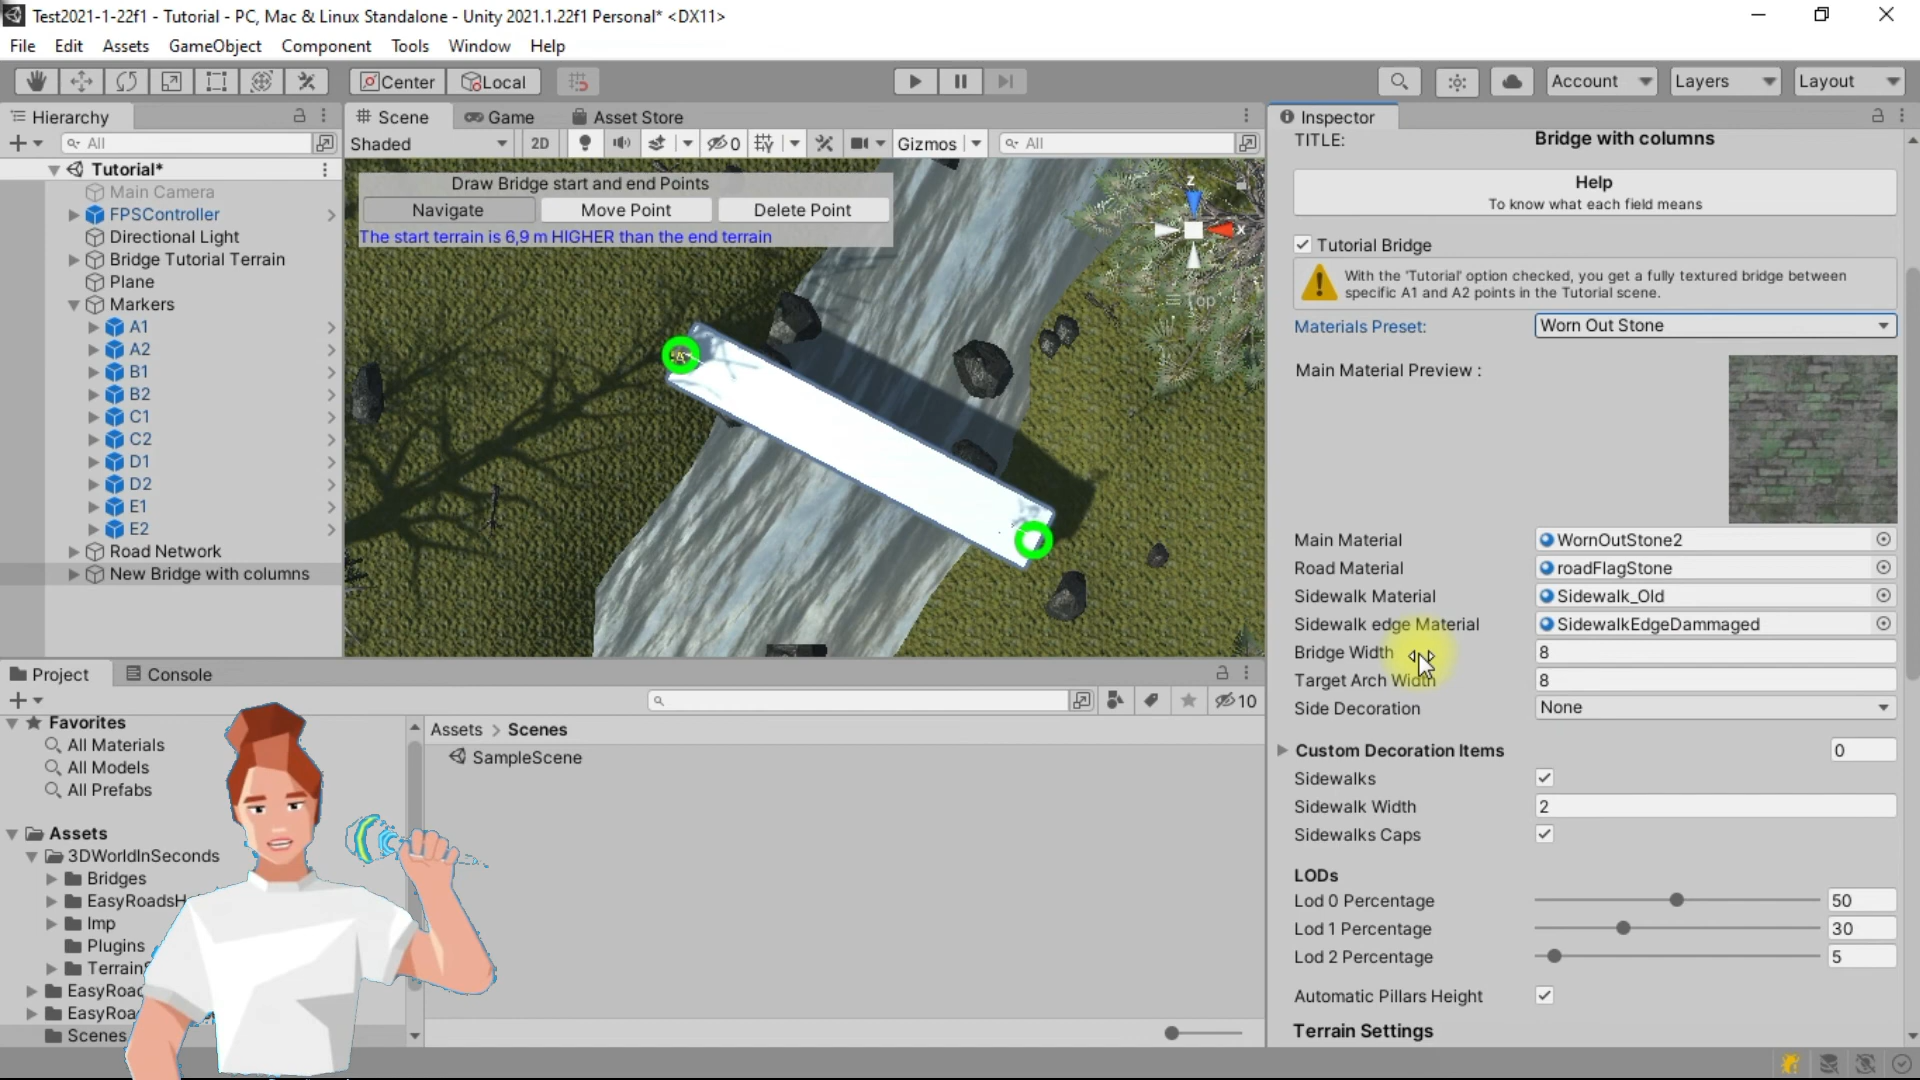 Test2021-1-22f1 - Tutorial - PC, Mac & Linux Standalone - Unity 2021.1.22f1 Personal* <DX11>
File Edit Assets GameObject Component Tools Window Help
Center Local Account Layers Layout
Hierarchy
All
Tutorial*
Main Camera
FPSController
Directional Light
Bridge Tutorial Terrain
Plane
Markers
A1
A2
B1
B2
C1
C2
D1
D2
E1
E2
Road Network
New Bridge with columns
Scene Game Asset Store
Shaded 2D 0 Gizmos All
Draw Bridge start and end Points
Navigate Move Point Delete Point
The start terrain is 6,9 m HIGHER than the end terrain
Z
X
Top
Inspector
TITLE: Bridge with columns
Help
To know what each field means
Tutorial Bridge
With the 'Tutorial' option checked, you get a fully textured bridge between
specific A1 and A2 points in the Tutorial scene.
Materials Preset: Worn Out Stone
Main Material Preview :
Main Material WornOutStone2
Road Material roadFlagStone
Sidewalk Material Sidewalk_Old
Sidewalk edge Material SidewalkEdgeDammaged
Bridge Width 8
Target Arch Width 8
Side Decoration None
Custom Decoration Items 0
Sidewalks
Sidewalk Width 2
Sidewalks Caps
LODs
Lod 0 Percentage 50
Lod 1 Percentage 30
Lod 2 Percentage 5
Automatic Pillars Height
Terrain Settings
Project Console
10
Favorites
All Materials
All Models
All Prefabs
Assets
3DWorldInSeconds
Bridges
EasyRoadsH
Imp
Plugins
Terrain
EasyRoa
EasyRoa
Scenes
Assets > Scenes
SampleScene